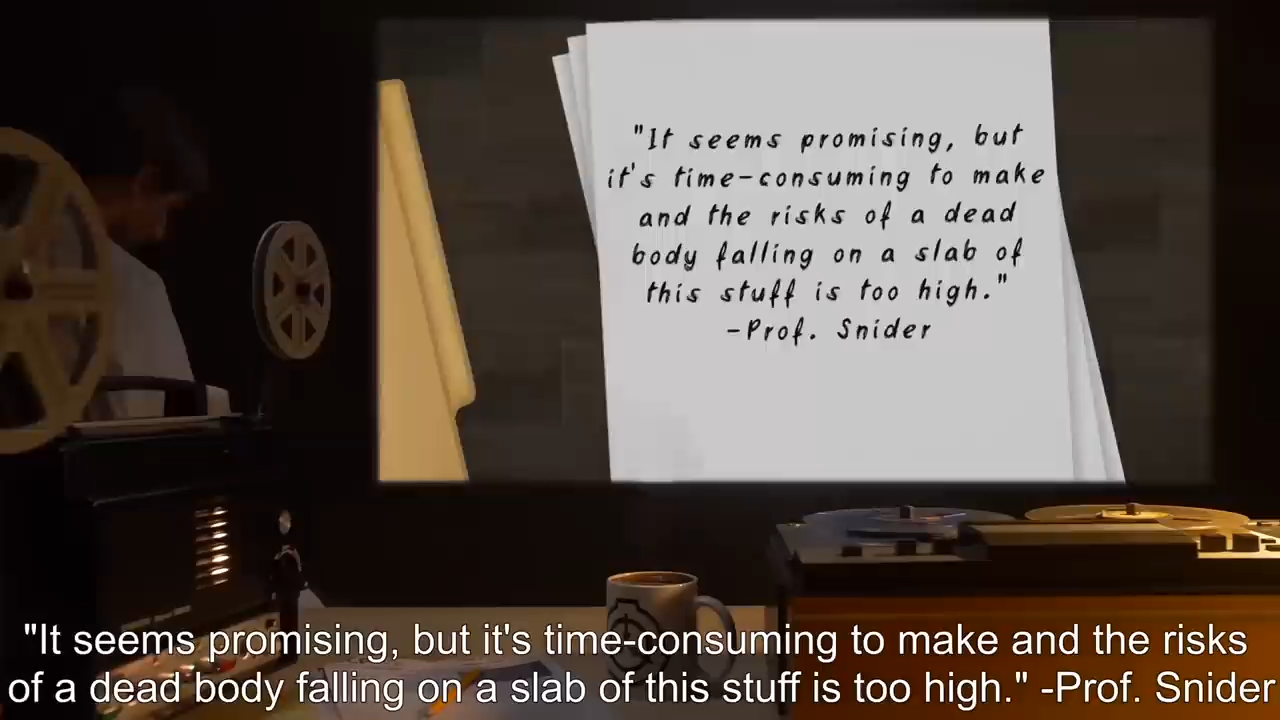 "It seems promising, but
it's time-consuming to make
and the risks of a dead
body falling on a slab of
this stuff is too high."
-Prof. Snider
"It seems promising, but it's time-consuming to make and the risks
of a dead body falling on a slab of this stuff is too high." -Prof. Snider